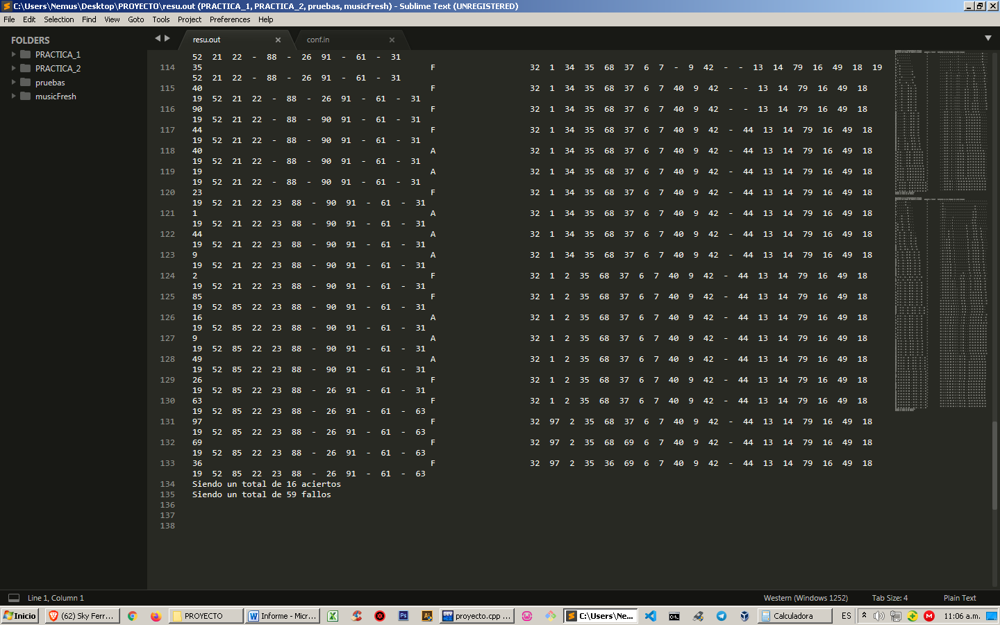 C:\Users\Nemus\Desktop\PROYECTO\resu.out (PRACTICA_1, PRACTICA_2, pruebas, musicFresh) - Sublime Text (UNREGISTERED)
File Edit Selection Find View Goto Tools Project Preferences Help
FOLDERS
PRACTICA_1
PRACTICA_2
pruebas
musicFresh
resu.out conf.in
52 21 22 - 88 - 26 91 - 61 - 31
114 35 F 32 1 34 35 68 37 6 7 - 9 42 - - 13 14 79 16 49 18 19
52 21 22 - 88 - 26 91 - 61 - 31
115 40 F 32 1 34 35 68 37 6 7 40 9 42 - - 13 14 79 16 49 18
19 52 21 22 - 88 - 26 91 - 61 - 31
116 90 F 32 1 34 35 68 37 6 7 40 9 42 - - 13 14 79 16 49 18
19 52 21 22 - 88 - 90 91 - 61 - 31
117 44 F 32 1 34 35 68 37 6 7 40 9 42 - 44 13 14 79 16 49 18
19 52 21 22 - 88 - 90 91 - 61 - 31
118 40 A 32 1 34 35 68 37 6 7 40 9 42 - 44 13 14 79 16 49 18
19 52 21 22 - 88 - 90 91 - 61 - 31
119 19 A 32 1 34 35 68 37 6 7 40 9 42 - 44 13 14 79 16 49 18
19 52 21 22 - 88 - 90 91 - 61 - 31
120 23 F 32 1 34 35 68 37 6 7 40 9 42 - 44 13 14 79 16 49 18
19 52 21 22 23 88 - 90 91 - 61 - 31
121 1 A 32 1 34 35 68 37 6 7 40 9 42 - 44 13 14 79 16 49 18
19 52 21 22 23 88 - 90 91 - 61 - 31
122 44 A 32 1 34 35 68 37 6 7 40 9 42 - 44 13 14 79 16 49 18
19 52 21 22 23 88 - 90 91 - 61 - 31
123 9 A 32 1 34 35 68 37 6 7 40 9 42 - 44 13 14 79 16 49 18
19 52 21 22 23 88 - 90 91 - 61 - 31
124 2 F 32 1 2 35 68 37 6 7 40 9 42 - 44 13 14 79 16 49 18
19 52 21 22 23 88 - 90 91 - 61 - 31
125 85 F 32 1 2 35 68 37 6 7 40 9 42 - 44 13 14 79 16 49 18
19 52 85 22 23 88 - 90 91 - 61 - 31
126 16 A 32 1 2 35 68 37 6 7 40 9 42 - 44 13 14 79 16 49 18
19 52 85 22 23 88 - 90 91 - 61 - 31
127 9 A 32 1 2 35 68 37 6 7 40 9 42 - 44 13 14 79 16 49 18
19 52 85 22 23 88 - 90 91 - 61 - 31
128 49 A 32 1 2 35 68 37 6 7 40 9 42 - 44 13 14 79 16 49 18
19 52 85 22 23 88 - 90 91 - 61 - 31
129 26 F 32 1 2 35 68 37 6 7 40 9 42 - 44 13 14 79 16 49 18
19 52 85 22 23 88 - 26 91 - 61 - 31
130 63 F 32 1 2 35 68 37 6 7 40 9 42 - 44 13 14 79 16 49 18
19 52 85 22 23 88 - 26 91 - 61 - 63
131 97 F 32 97 2 35 68 37 6 7 40 9 42 - 44 13 14 79 16 49 18
19 52 85 22 23 88 - 26 91 - 61 - 63
132 69 F 32 97 2 35 68 69 6 7 40 9 42 - 44 13 14 79 16 49 18
19 52 85 22 23 88 - 26 91 - 61 - 63
133 36 F 32 97 2 35 36 69 6 7 40 9 42 - 44 13 14 79 16 49 18
19 52 85 22 23 88 - 26 91 - 61 - 63
134 Siendo un total de 16 aciertos
135 Siendo un total de 59 fallos
136
137
138
Line 1, Column 1 Western (Windows 1252) Tab Size: 4 Plain Text
Inicio (62) Sky Ferr... PROYECTO Informe - Micr... proyecto.cpp ... C:\Users\Ne... Calculadora ES 11:06 a.m.